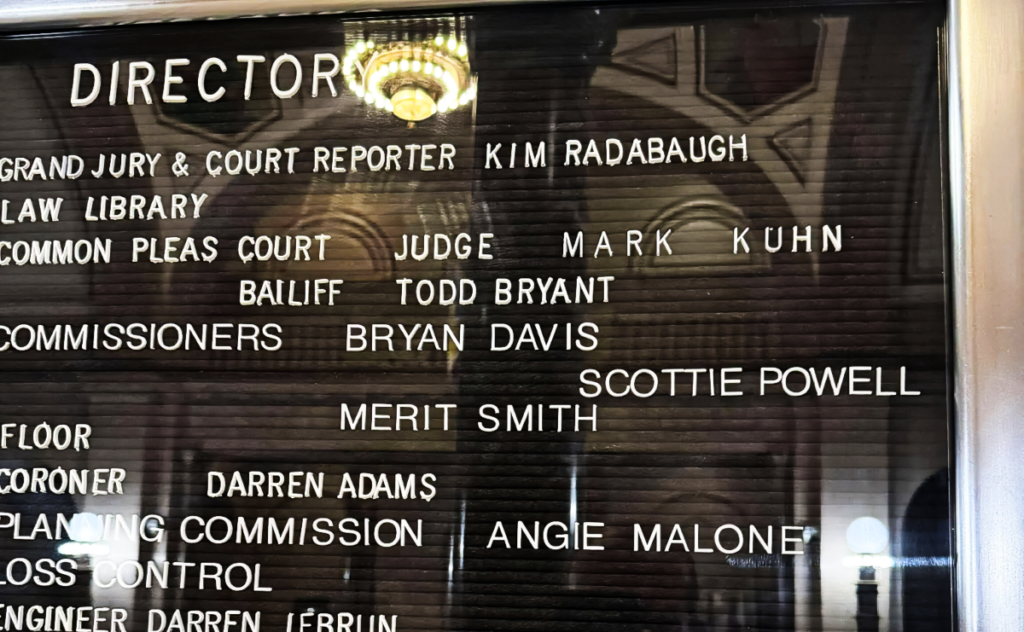 DIRECTORY
GRAND JURY & COURT REPORTER KIM RADABAUGH
LAW LIBRARY
COMMON PLEAS COURT JUDGE MARK KUHN
BAILIFF TODD BRYANT
COMMISSIONERS BRYAN DAVIS
SCOTTIE POWELL
MERIT SMITH
FLOOR
CORONER DARREN ADAMS
PLANNING COMMISSION ANGIE MALONE
LOSS CONTROL
ENGINEER DARREN LEBRUN